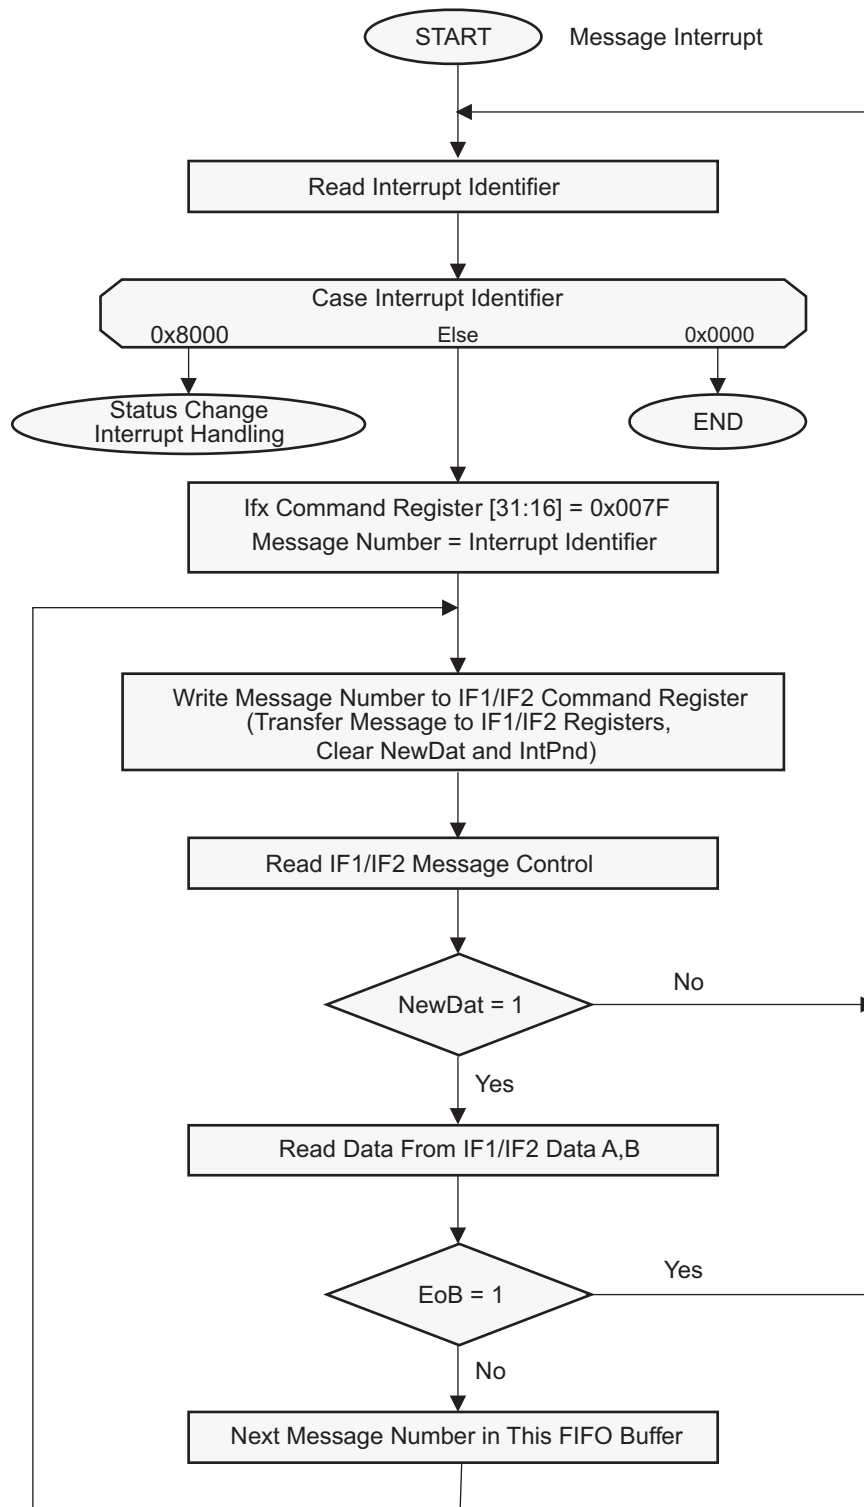 START
Message Interrupt
Read Interrupt Identifier
Case Interrupt Identifier
0x8000
Else
0x0000
Status Change
Interrupt Handling
END
Ifx Command Register [31:16] = 0x007F
Message Number = Interrupt Identifier
Write Message Number to IF1/IF2 Command Register
(Transfer Message to IF1/IF2 Registers,
Clear NewDat and IntPnd)
Read IF1/IF2 Message Control
NewDat = 1
No
Yes
Read Data From IF1/IF2 Data A,B
EoB = 1
Yes
No
Next Message Number in This FIFO Buffer